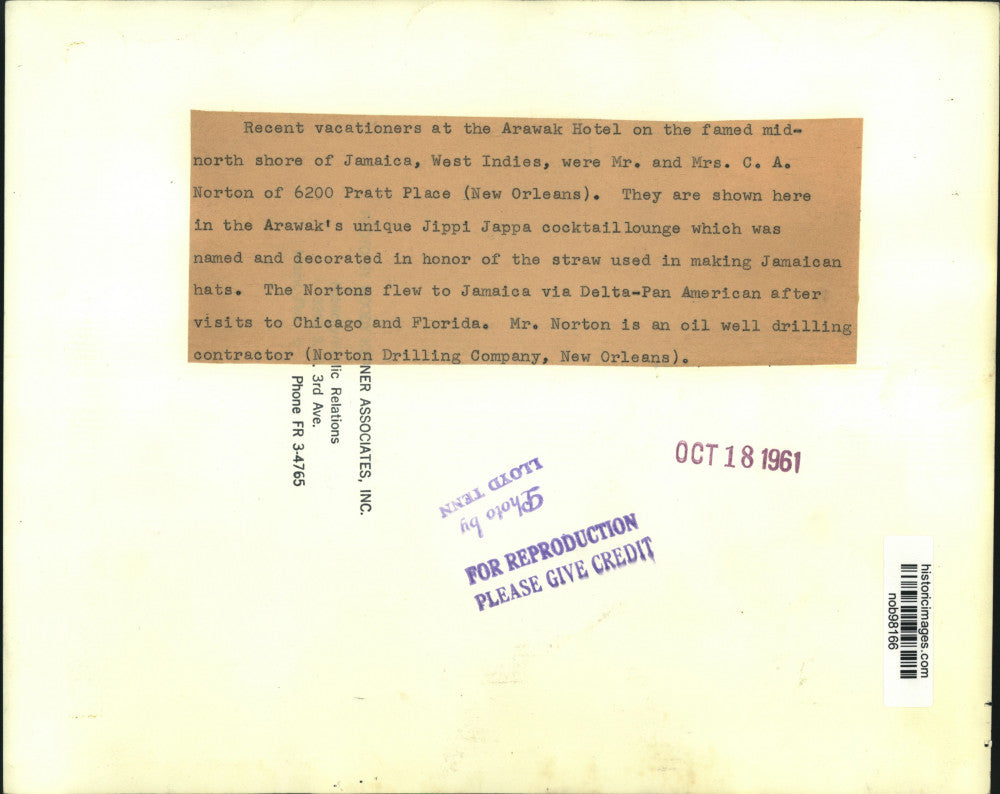 Recent vacationers at the Arawak Hotel on the famed mid-
north shore of Jamaica, West Indies, were Mr. and Mrs. C. A.
Norton of 6200 Pratt Place (New Orleans). They are shown here
in the Arawak's unique Jippi Jappa cocktaillounge which was
named and decorated in honor of the straw used in making Jamaican
hats. The Nortons flew to Jamaica via Delta-Pan American after
visits to Chicago and Florida. Mr. Norton is an oil well drilling
contractor (Norton Drilling Company, New Orleans).
NER ASSOCIATES, INC.
lic Relations
. 3rd Ave.
Phone FR 3-4765
OCT 18 1961
Photo by
LLOYD TENN
FOR REPRODUCTION
PLEASE GIVE CREDIT
historicimages.com
nob98166